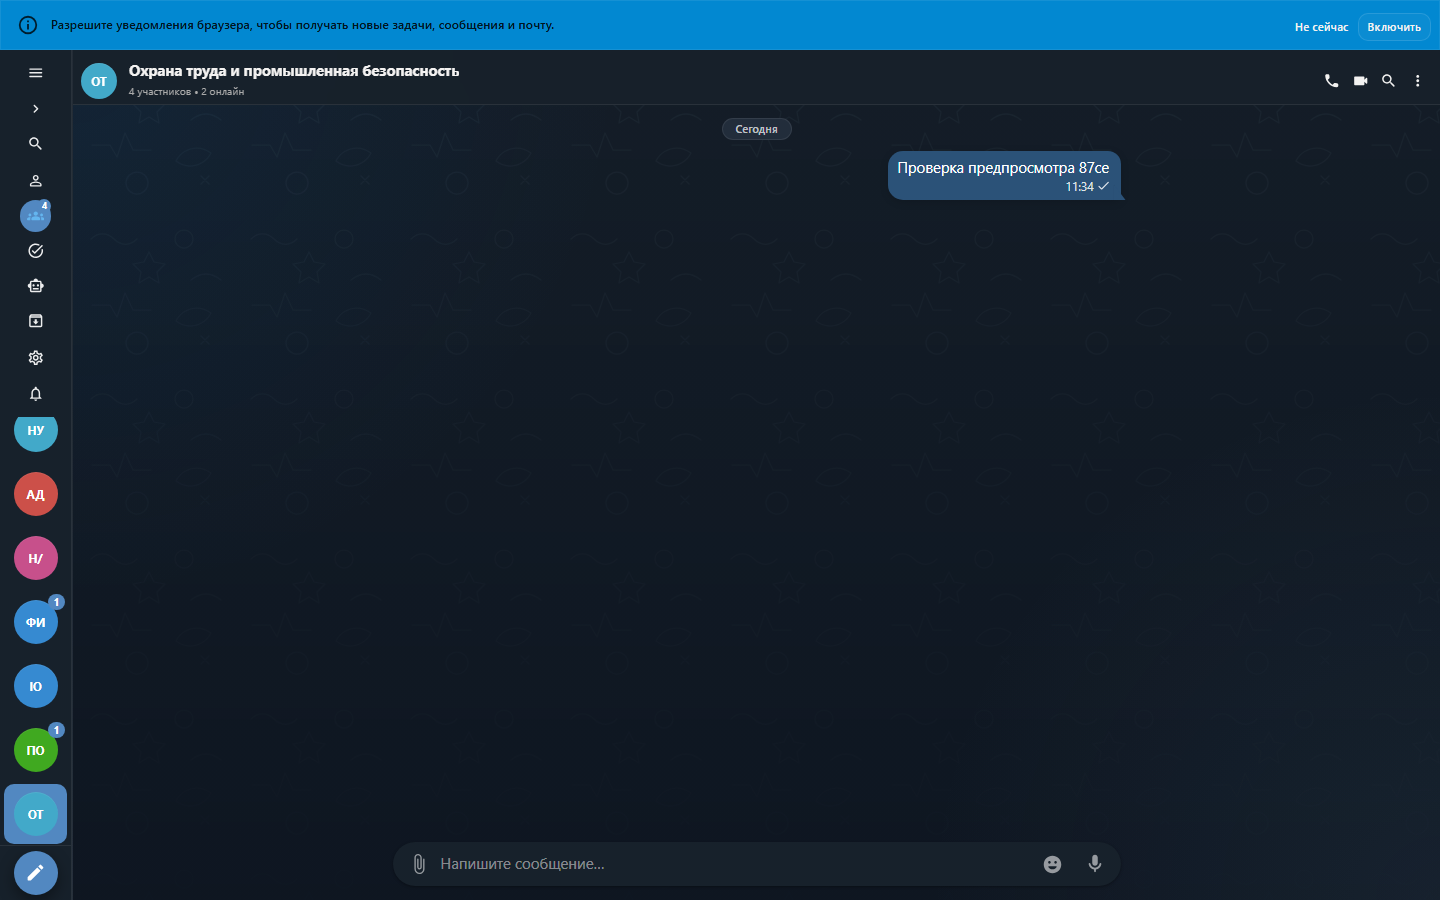 Разрешите уведомления браузера, чтобы получать новые задачи, сообщения и почту.
Не сейчас
Включить
ОТ
Охрана труда и промышленная безопасность
4 участников • 2 онлайн
Сегодня
Проверка предпросмотра 87ce
11:34
4
НУ
АД
Н/
1
ФИ
Ю
1
ПО
ОТ
Напишите сообщение...